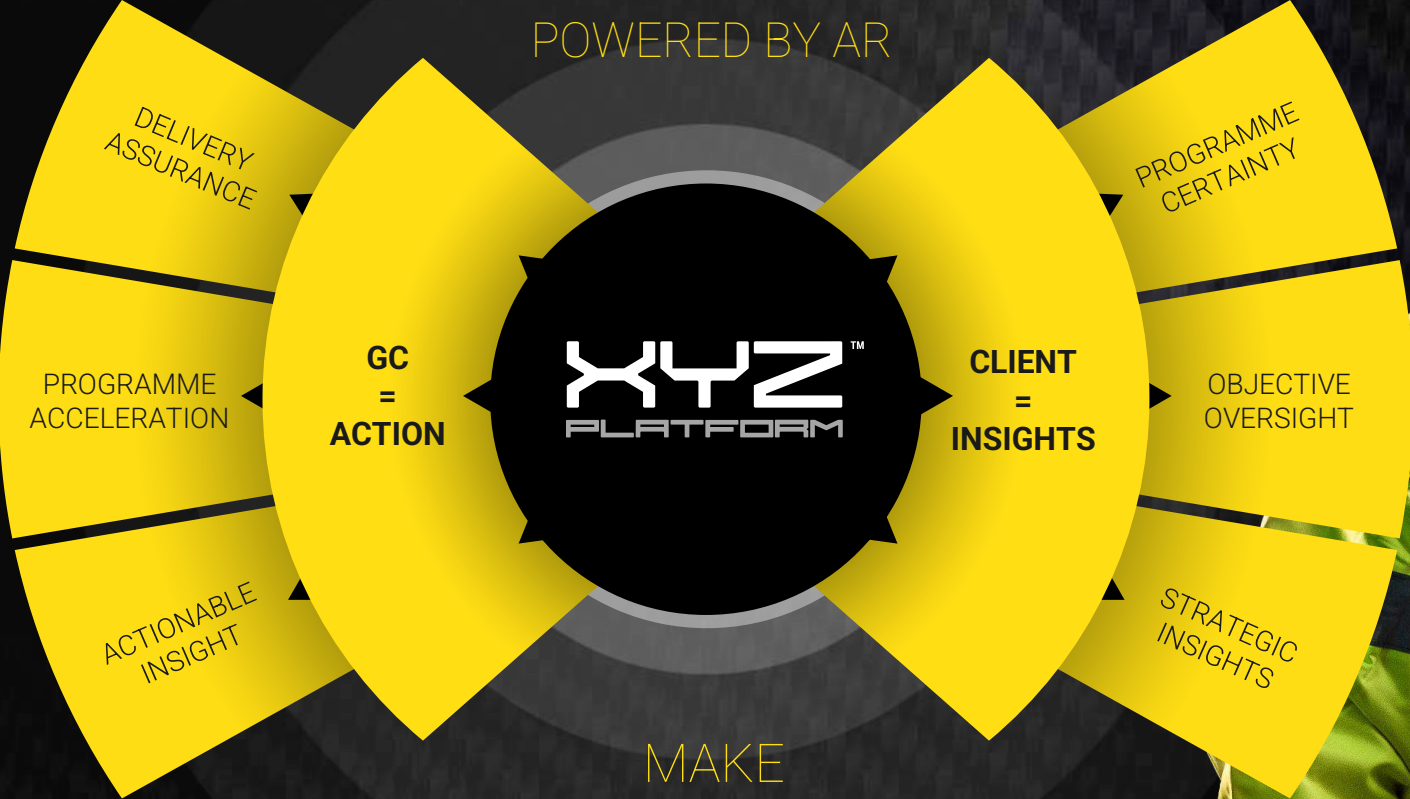 POWERED BY AR
DELIVERY
ASSURANCE
PROGRAMME
ACCELERATION
ACTIONABLE
INSIGHT
GC
=
ACTION
XYZ™
PLATFORM
CLIENT
=
INSIGHTS
PROGRAMME
CERTAINTY
OBJECTIVE
OVERSIGHT
STRATEGIC
INSIGHTS
MAKE